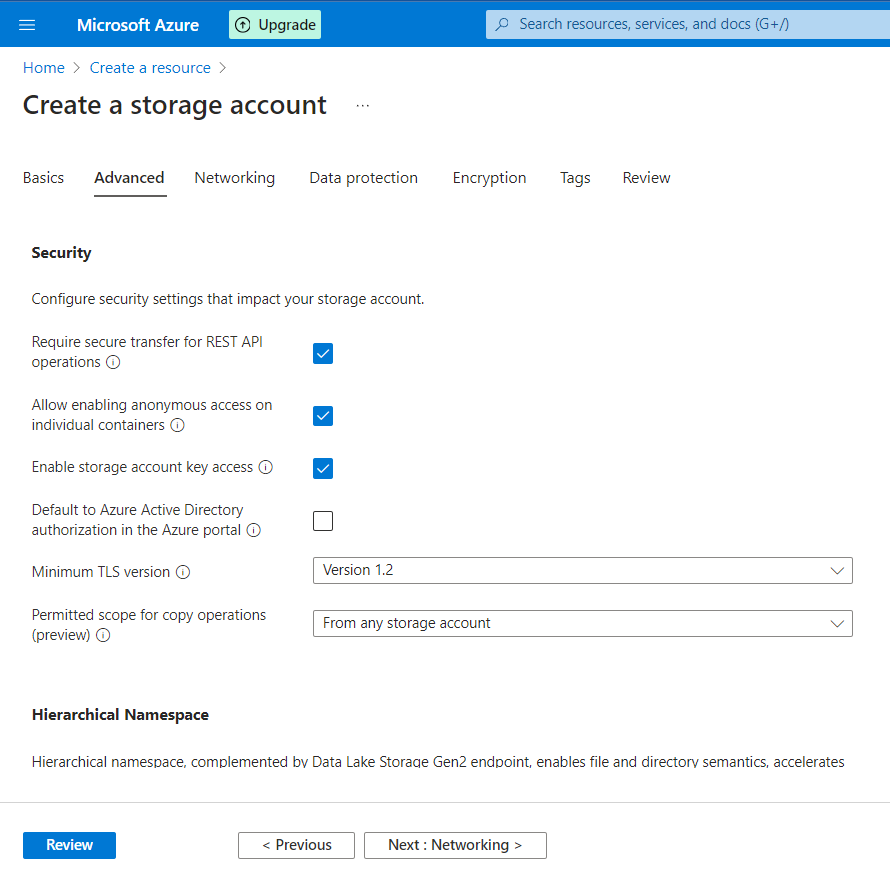 Microsoft Azure
Upgrade
Search resources, services, and docs (G+/)
Home > Create a resource >
Create a storage account ...
Basics Advanced Networking Data protection Encryption Tags Review
Security
Configure security settings that impact your storage account.
Require secure transfer for REST API
operations
Allow enabling anonymous access on
individual containers
Enable storage account key access
Default to Azure Active Directory
authorization in the Azure portal
Minimum TLS version
Version 1.2
Permitted scope for copy operations
(preview)
From any storage account
Hierarchical Namespace
Hierarchical namespace, complemented by Data Lake Storage Gen2 endpoint, enables file and directory semantics, accelerates
Review
< Previous
Next : Networking >